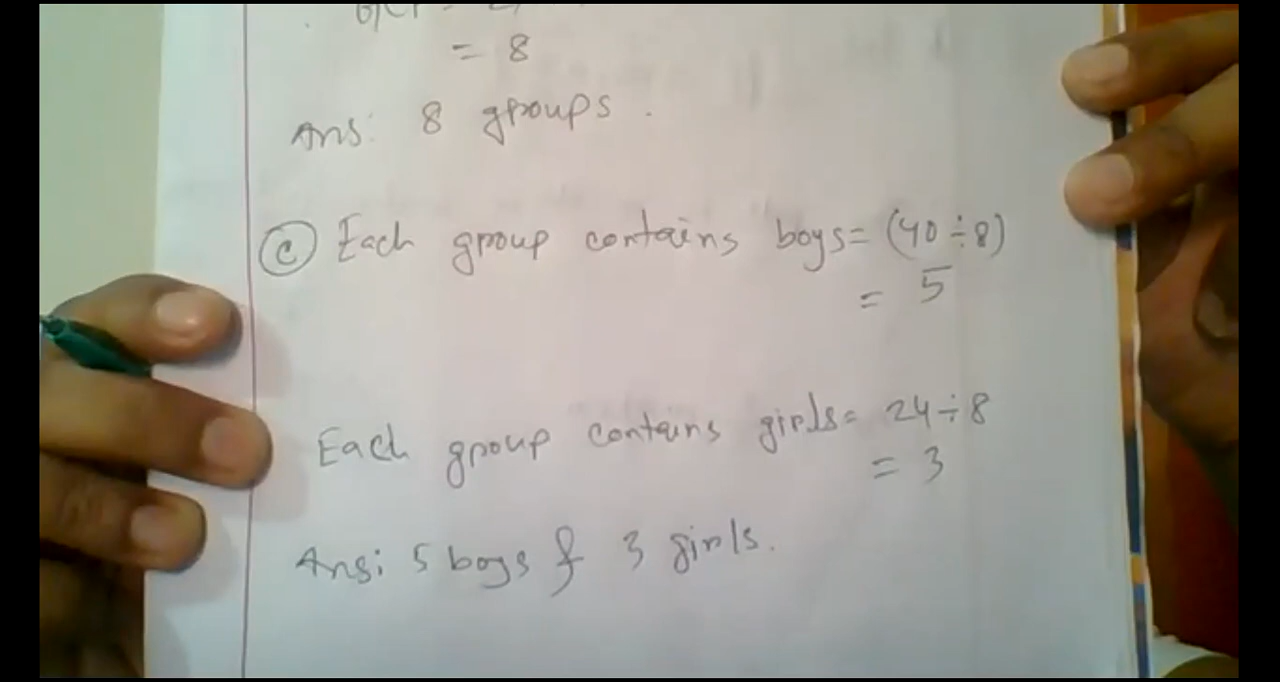 = 8
Ans: 8 groups.
(c) Each group contains boys = (40 ÷ 8)
= 5
Each group contains girls = 24 ÷ 8
= 3
Ans: 5 boys & 3 girls.